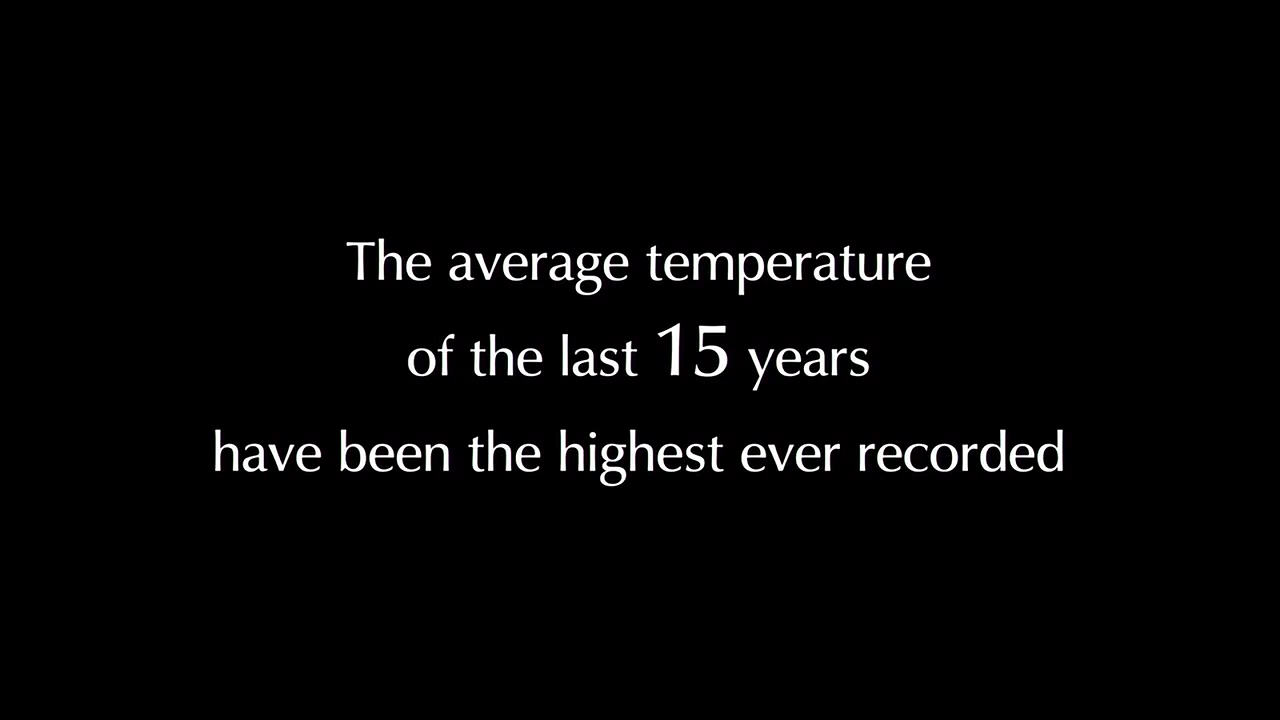 The average temperature
of the last 15 years
have been the highest ever recorded